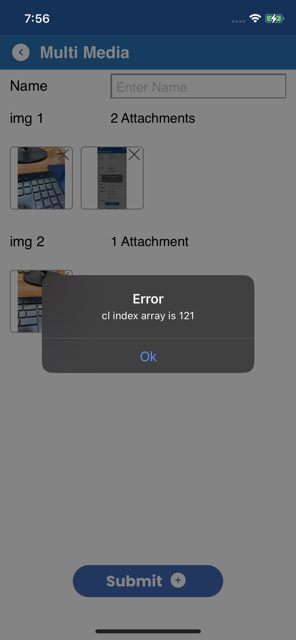 7:56
Multi Media
Name
Enter Name
img 1
2 Attachments
img 2
1 Attachment
Error
cl index array is 121
Ok
Submit